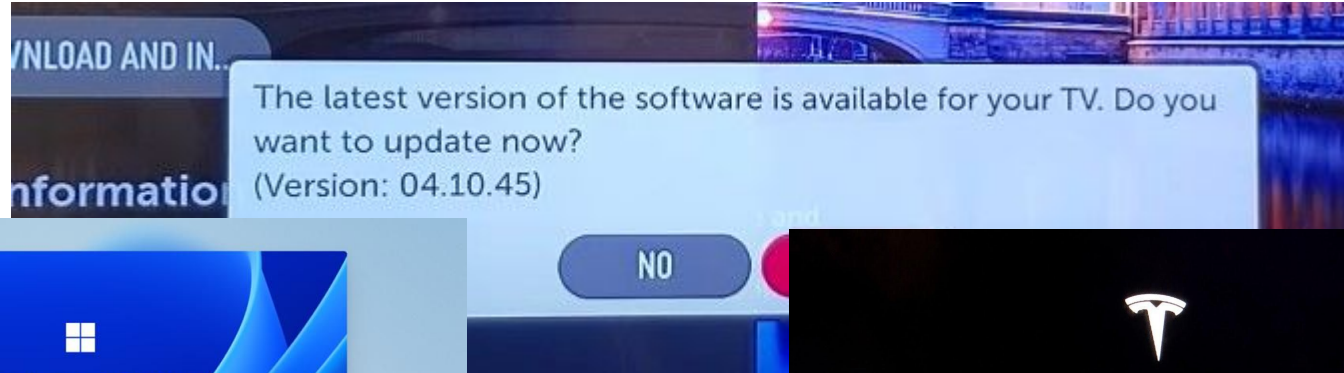 WNLOAD AND IN...
The latest version of the software is available for your TV. Do you
want to update now?
nformatio
(Version: 04.10.45)
NO